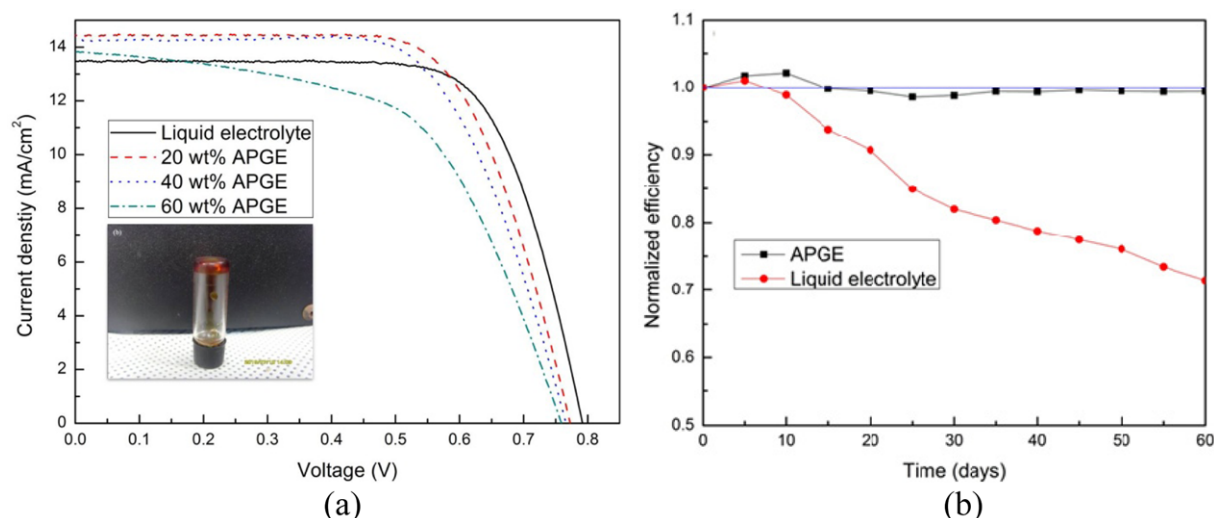 14
12
10
8
6
4
2
0
0.0 0.1 0.2 0.3 0.4 0.5 0.6 0.7 0.8
Current denstiy (mA/cm²)
Voltage (V)
Liquid electrolyte
20 wt% APGE
40 wt% APGE
60 wt% APGE
(a)
1.1
1.0
0.9
0.8
0.7
0.6
0.5
0 10 20 30 40 50 60
Normalized efficiency
Time (days)
APGE
Liquid electrolyte
(b)